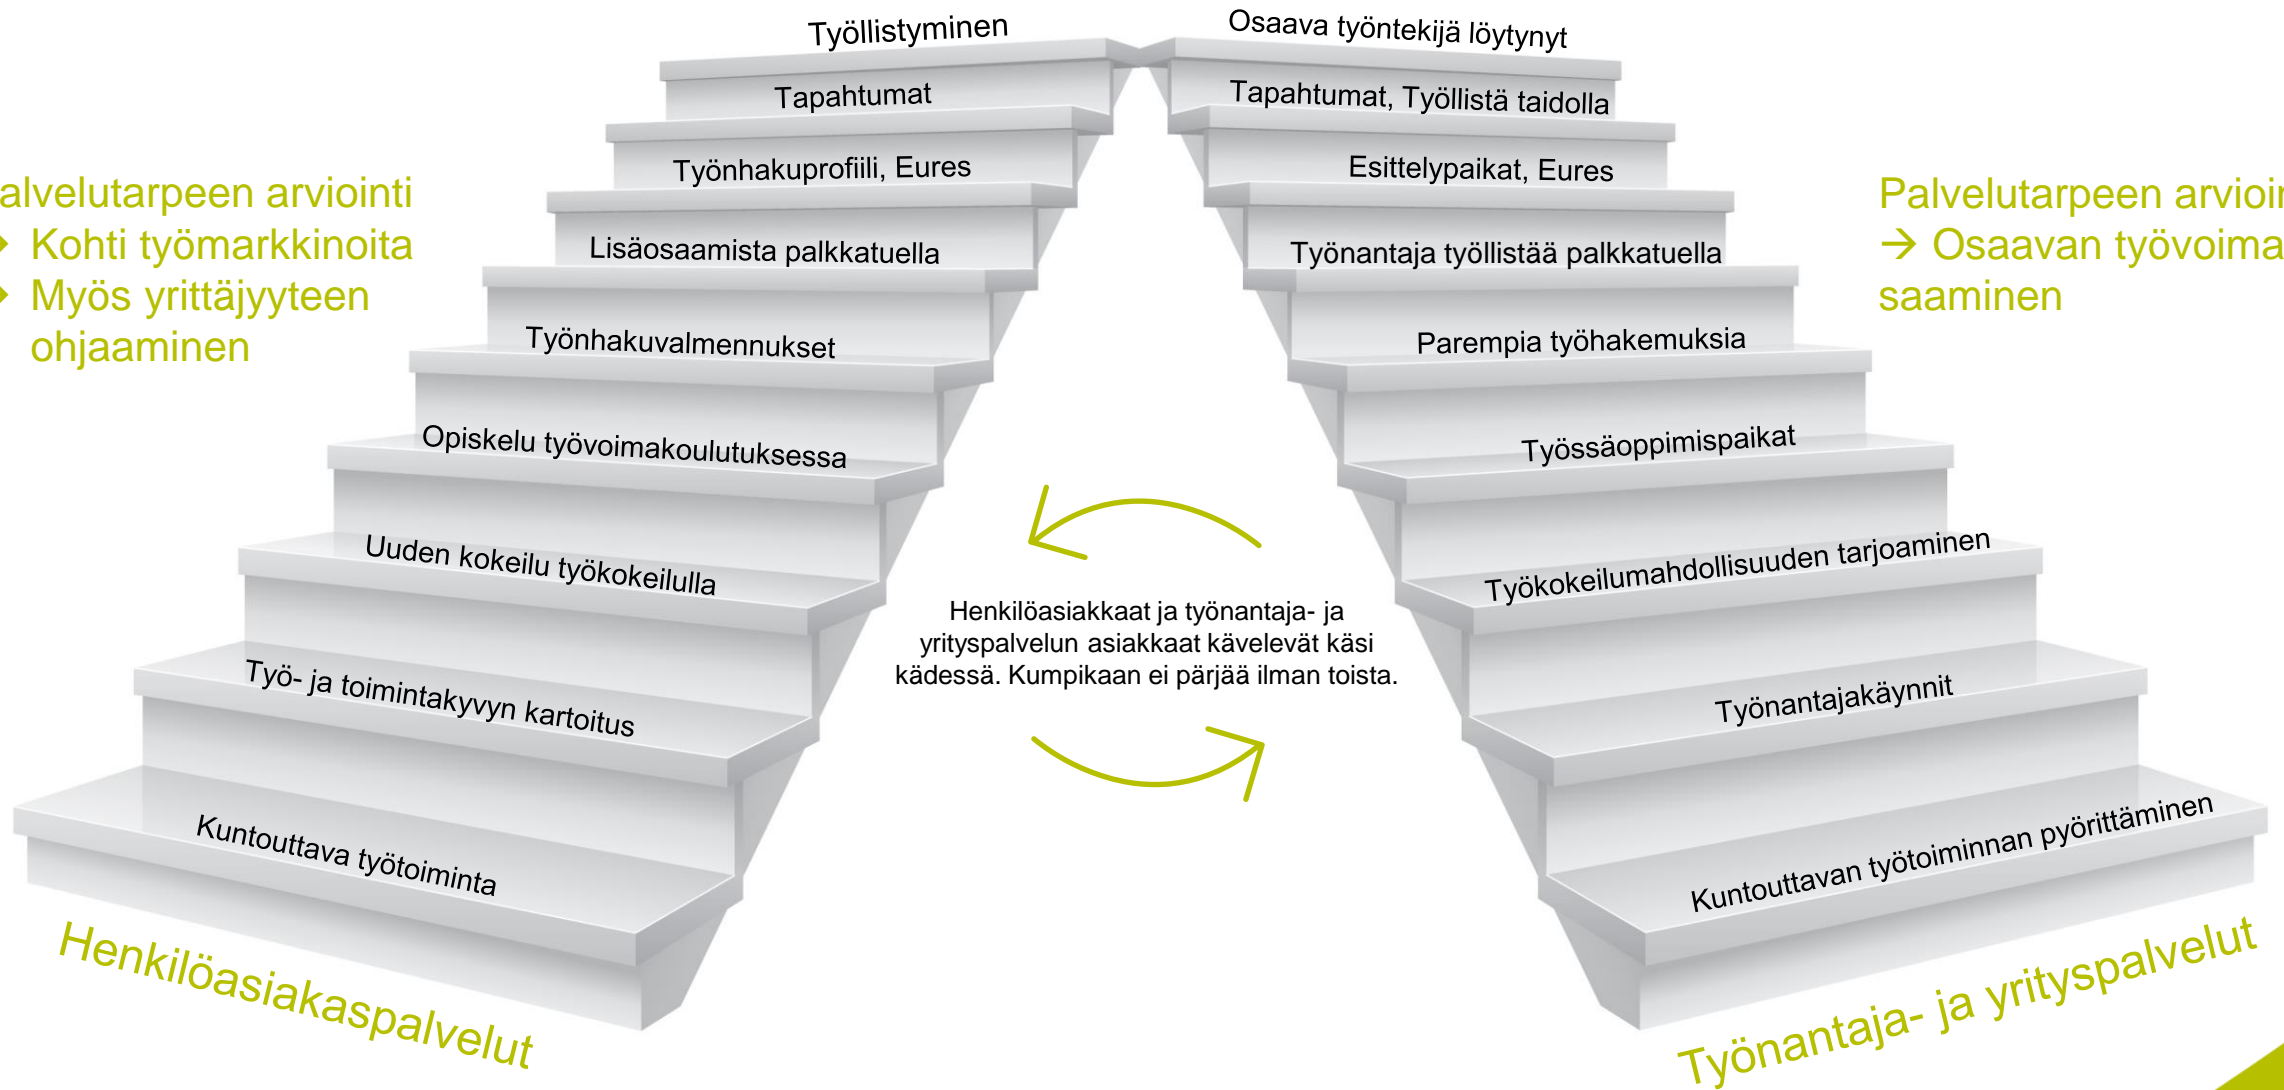 Työllistyminen
Tapahtumat
Työnhakuprofiili, Eures
Lisäosaamista palkkatuella
Työnhakuvalmennukset
Opiskelu työvoimakoulutuksessa
Uuden kokeilu työkokeilulla
Työ- ja toimintakyvyn kartoitus
Kuntouttava työtoiminta
Henkilöasiakaspalvelut
alvelutarpeen arviointi
Kohti työmarkkinoita
Myös yrittäjyyteen
ohjaaminen
Henkilöasiakkaat ja työnantaja- ja
yrityspalvelun asiakkaat kävelevät käsi
kädessä. Kumpikaan ei pärjää ilman toista.
Osaava työntekijä löytynyt
Tapahtumat, Työllistä taidolla
Esittelypaikat, Eures
Työnantaja työllistää palkkatuella
Parempia työhakemuksia
Työssäoppimispaikat
Työkokeilumahdollisuuden tarjoaminen
Työnantajakäynnit
Kuntouttavan työtoiminnan pyörittäminen
Työnantaja- ja yrityspalvelut
Palvelutarpeen arvioin
→ Osaavan työvoima
saaminen